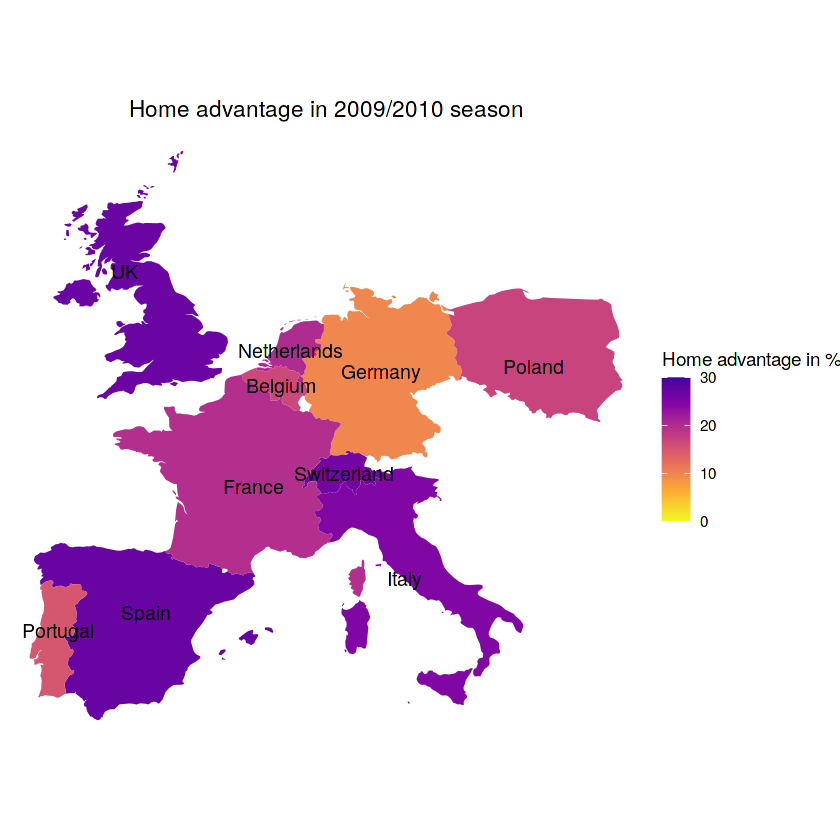 Home advantage in 2009/2010 season
UK
Netherlands
Belgium
Germany
Poland
Switzerland
France
Italy
Spain
Portugal
Home advantage in %
30
20
10
0